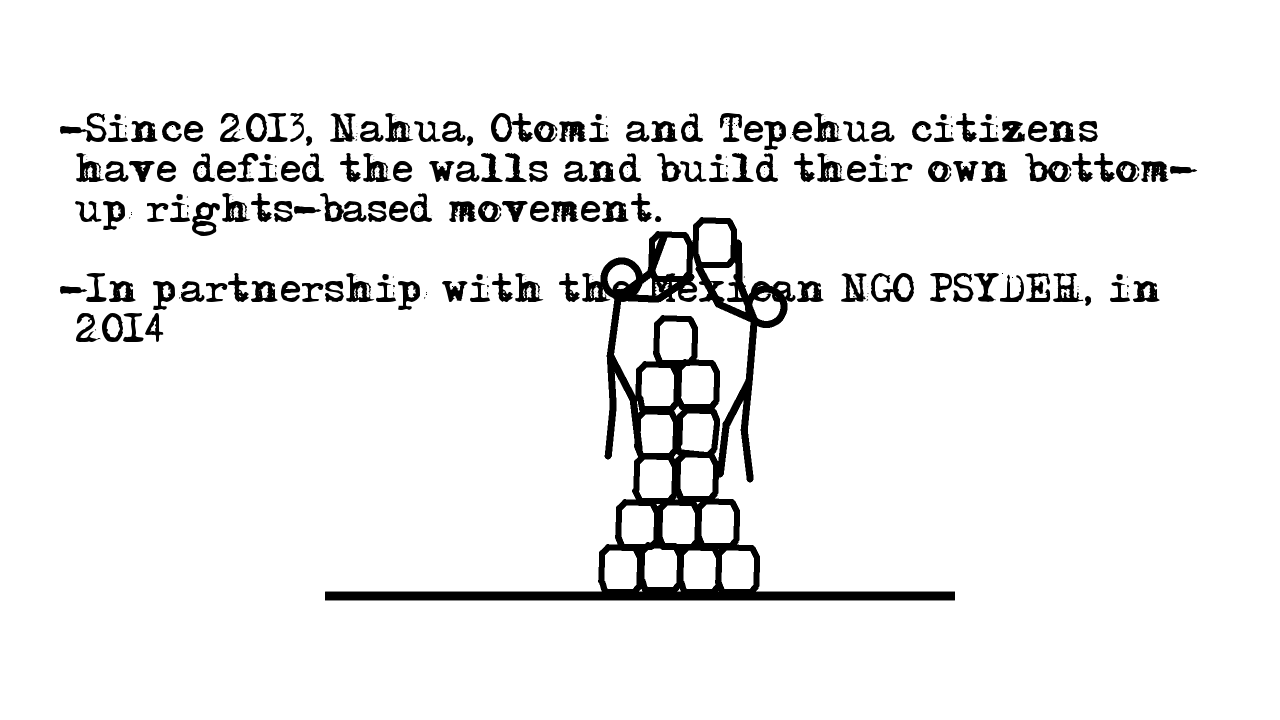 -Since 2013, Nahua, Otomi and Tepehua citizens
have defied the walls and build their own bottom-
up rights-based movement.
-In partnership with the Mexican NGO PSYDEH, in
2014